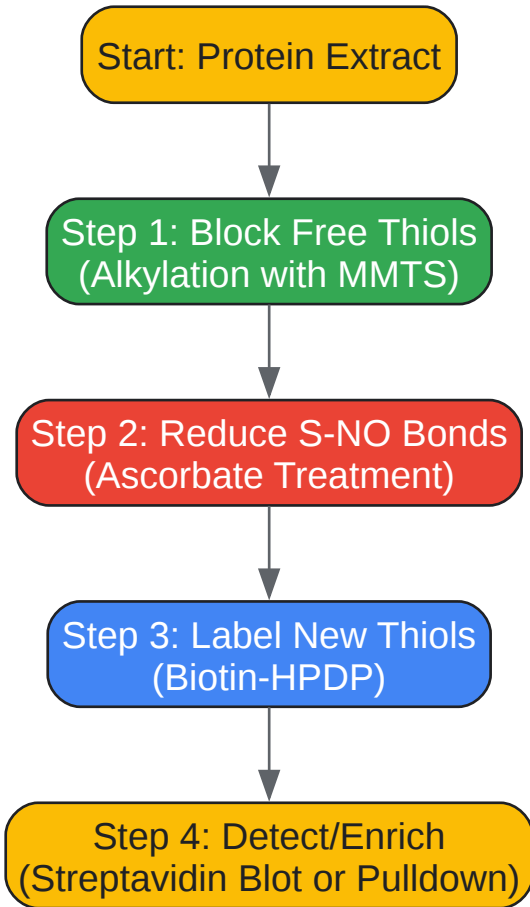 Start: Protein Extract
Step 1: Block Free Thiols
(Alkylation with MMTS)
Step 2: Reduce S-NO Bonds
(Ascorbate Treatment)
Step 3: Label New Thiols
(Biotin-HPDP)
Step 4: Detect/Enrich
(Streptavidin Blot or Pulldown)